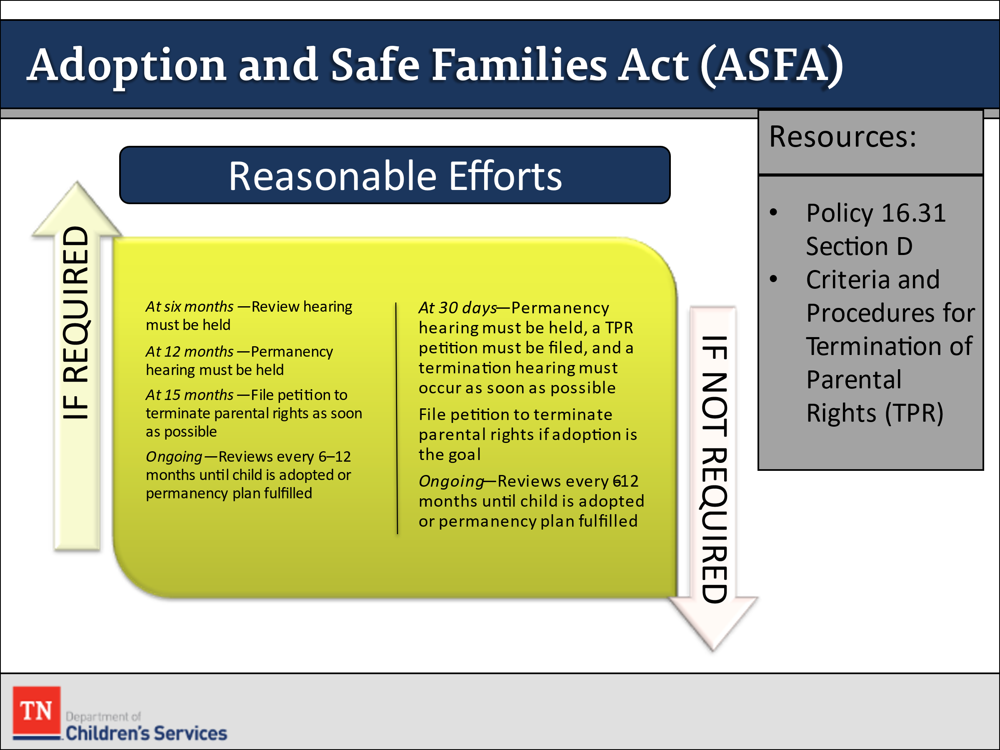 Adoption and Safe Families Act (ASFA)
Reasonable Efforts
IF REQUIRED
At six months —Review hearing
must be held
At 12 months —Permanency
hearing must be held
At 15 months —File petition to
terminate parental rights as soon
as possible
Ongoing —Reviews every 6–12
months until child is adopted or
permanency plan fulfilled
At 30 days—Permanency
hearing must be held, a TPR
petition must be filed, and a
termination hearing must
occur as soon as possible
File petition to terminate
parental rights if adoption is
the goal
Ongoing—Reviews every 6–12
months until child is adopted
or permanency plan fulfilled
IF NOT REQUIRED
Resources:
• Policy 16.31
Section D
• Criteria and
Procedures for
Termination of
Parental
Rights (TPR)
TN
Department of
Children's Services